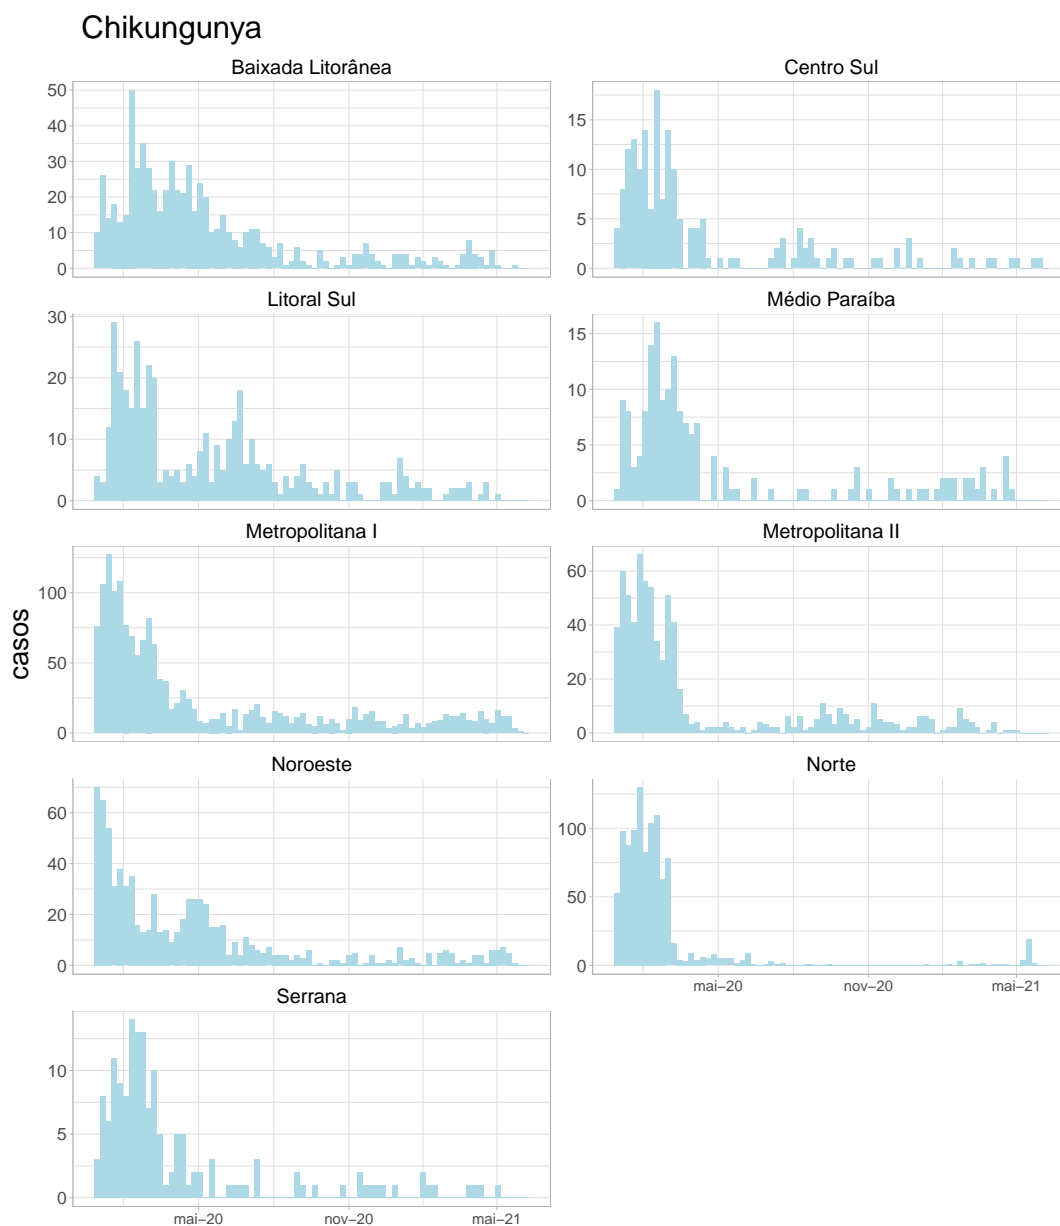 Chikungunya
Baixada Litorânea
Centro Sul
50
40
30
20
10
0
15
10
5
0
Litoral Sul
Médio Paraíba
30
20
10
0
15
10
5
0
Metropolitana I
Metropolitana II
100
50
0
60
40
20
0
casos
Noroeste
Norte
60
40
20
0
100
50
0
mai–20 nov–20 mai–21
Serrana
10
5
0
mai–20 nov–20 mai–21